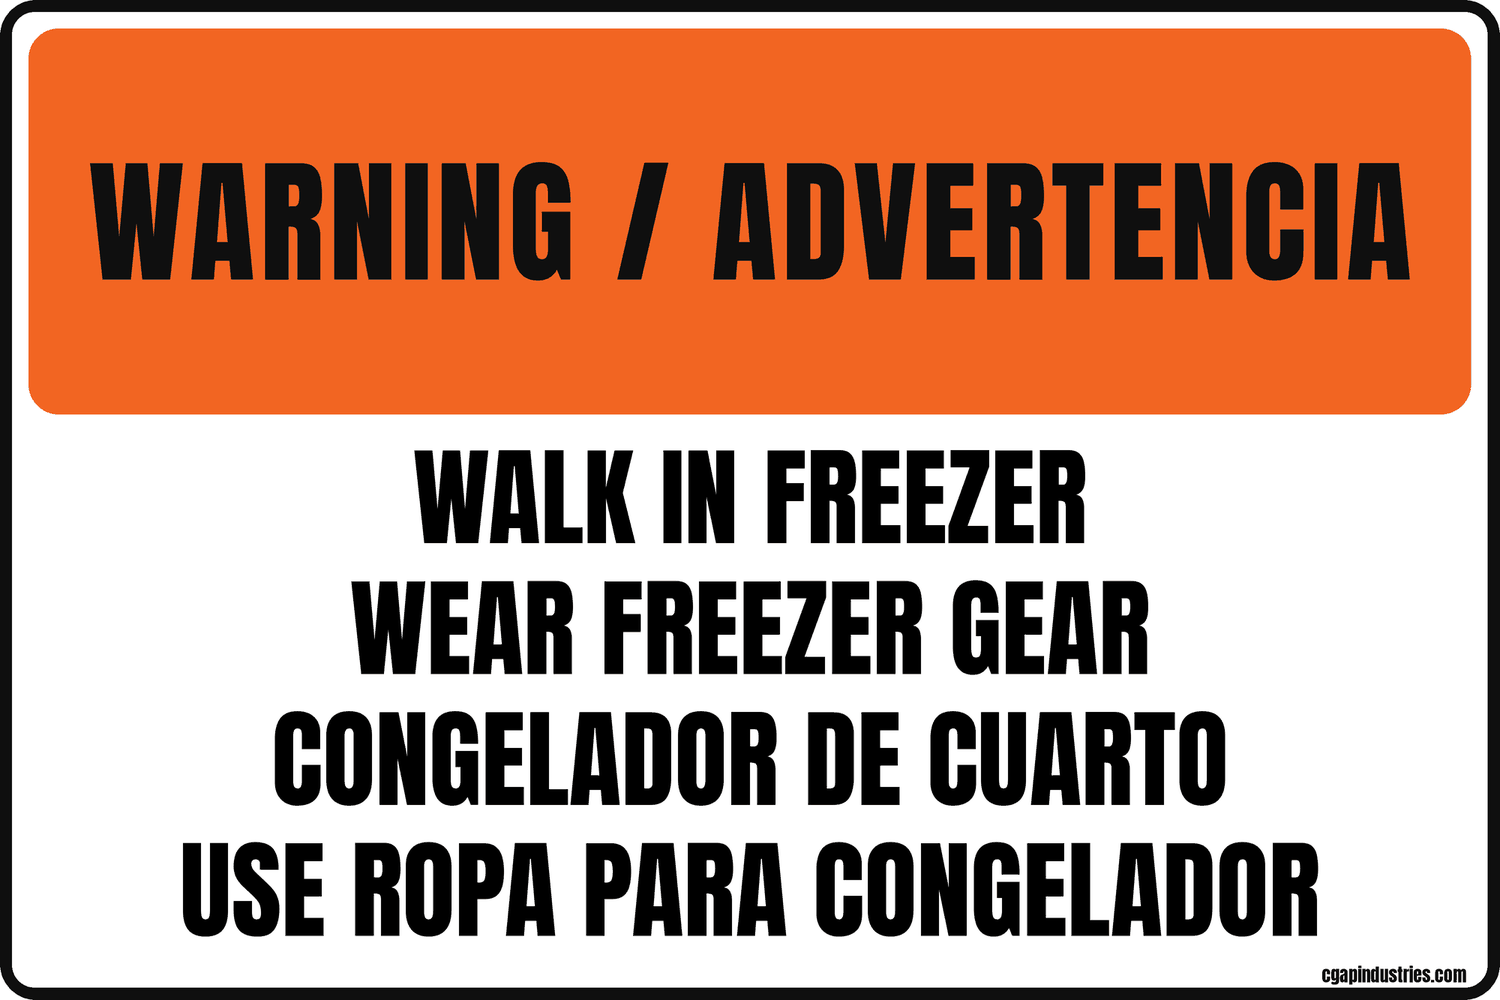 WARNING / ADVERTENCIA
WALK IN FREEZER
WEAR FREEZER GEAR
CONGELADOR DE CUARTO
USE ROPA PARA CONGELADOR
cgapindustries.com